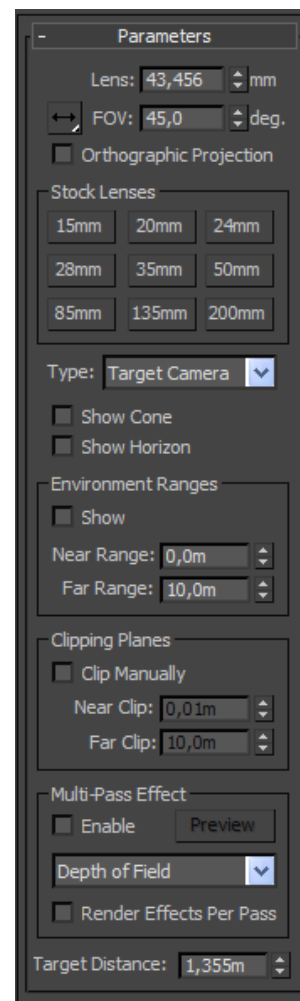 - Parameters
Lens: 43,456 mm
FOV: 45,0 deg.
Orthographic Projection
Stock Lenses
15mm 20mm 24mm
28mm 35mm 50mm
85mm 135mm 200mm
Type: Target Camera
Show Cone
Show Horizon
Environment Ranges
Show
Near Range: 0,0m
Far Range: 10,0m
Clipping Planes
Clip Manually
Near Clip: 0,01m
Far Clip: 10,0m
Multi-Pass Effect
Enable Preview
Depth of Field
Render Effects Per Pass
Target Distance: 1,355m